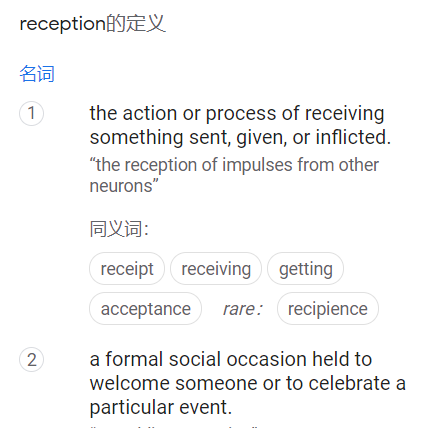 reception的定义
名词
1 the action or process of receiving
something sent, given, or inflicted.
“the reception of impulses from other
neurons”
同义词：
receipt receiving getting
acceptance rare： recipience
2 a formal social occasion held to
welcome someone or to celebrate a
particular event.